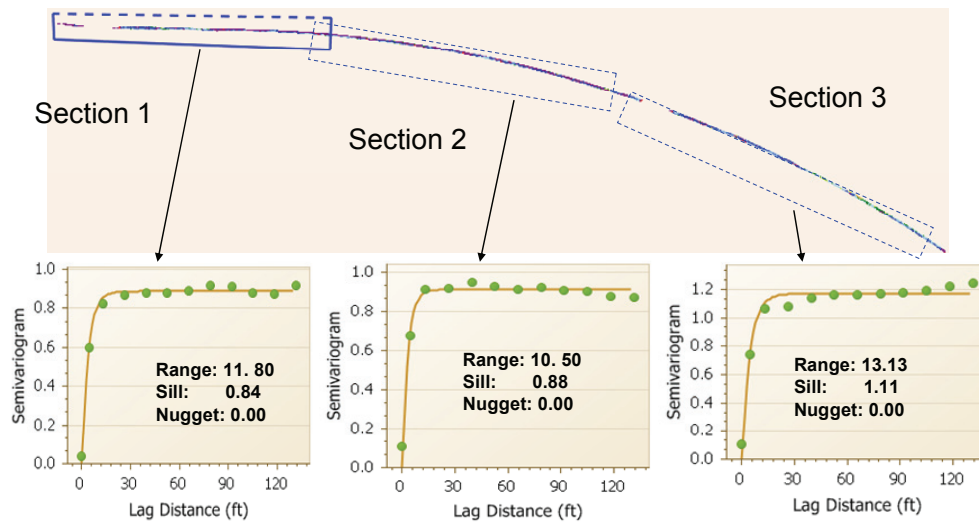 Section 1
Section 2
Section 3
1.0
0.8
0.6
0.4
0.2
0.0
Semivariogram
Range: 11. 80
Sill: 0.84
Nugget: 0.00
0 30 60 90 120
Lag Distance (ft)
1.0
0.8
0.6
0.4
0.2
0.0
Semivariogram
Range: 10. 50
Sill: 0.88
Nugget: 0.00
0 30 60 90 120
Lag Distance (ft)
1.2
1.0
0.8
0.6
0.4
0.2
0.0
Semivariogram
Range: 13.13
Sill: 1.11
Nugget: 0.00
0 30 60 90 120
Lag Distance (ft)